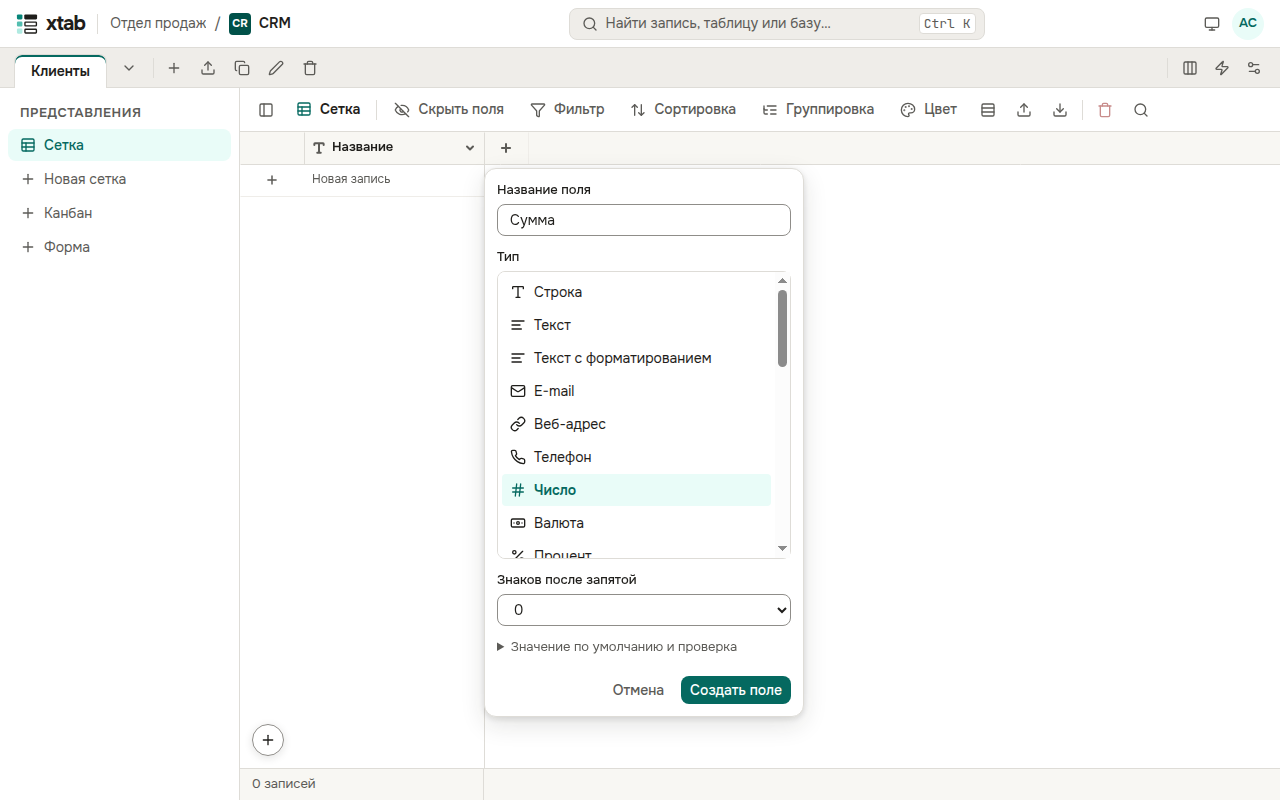 xtab
Отдел продаж / CR CRM
Найти запись, таблицу или базу... Ctrl K
АС
Клиенты
ПРЕДСТАВЛЕНИЯ
Сетка
Новая сетка
Канбан
Форма
Сетка Скрыть поля Фильтр Сортировка Группировка Цвет
Название
Новая запись
Название поля
Сумма
Тип
Строка
Текст
Текст с форматированием
E-mail
Веб-адрес
Телефон
Число
Валюта
Процент
Знаков после запятой
0
Значение по умолчанию и проверка
Отмена Создать поле
0 записей